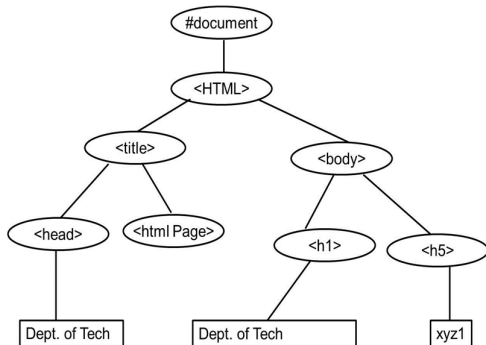 #document
<HTML>
<title>
<body>
<head>
<html Page>
<h1>
<h5>
Dept. of Tech
Dept. of Tech
xyz1